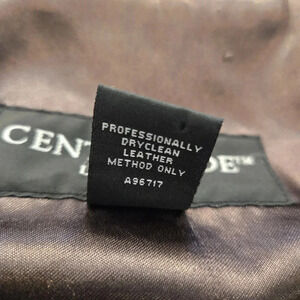 PROFESSIONALLY
DRYCLEAN
LEATHER
METHOD ONLY
A96717